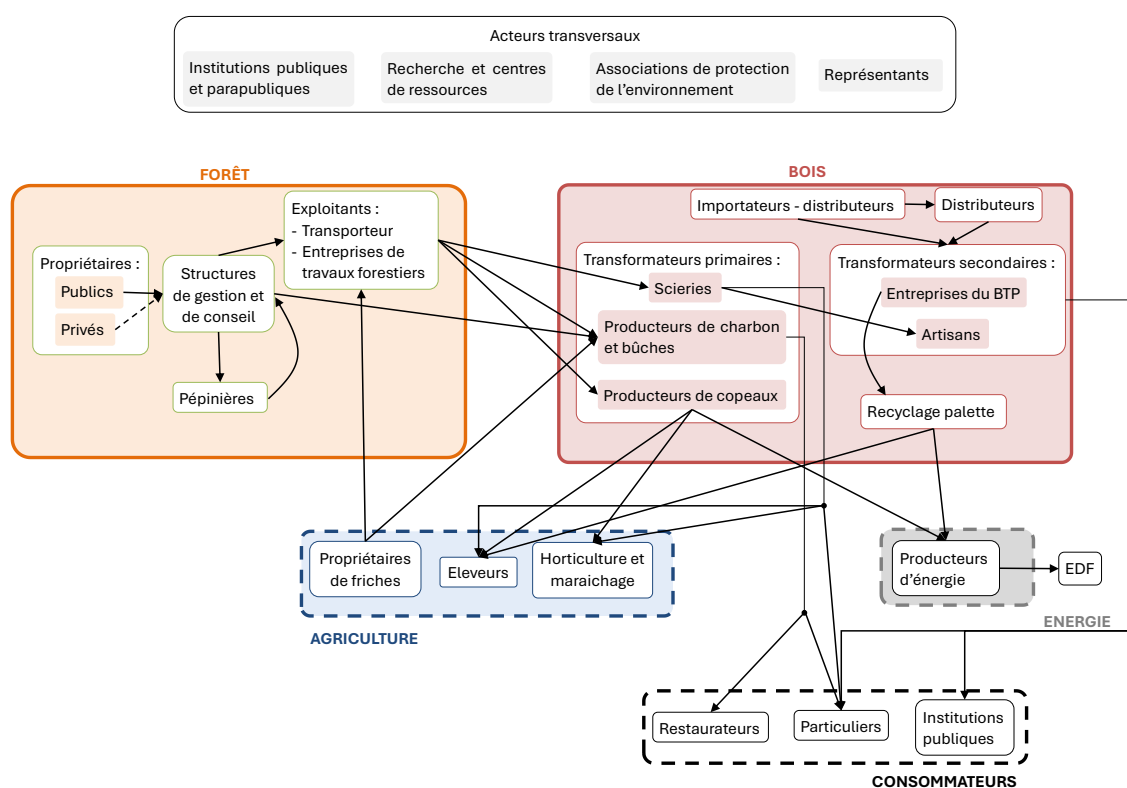 Acteurs transversaux
Institutions publiques
et parapubliques
Recherche et centres
de ressources
Associations de protection
de l'environnement
Représentants
FORÊT
Propriétaires :
Publics
Privés
Structures
de gestion et
de conseil
Pépinières
Exploitants :
- Transporteur
- Entreprises de
travaux forestiers
BOIS
Importateurs - distributeurs
Distributeurs
Transformateurs primaires :
Scieries
Producteurs de charbon
et bûches
Producteurs de copeaux
Transformateurs secondaires :
Entreprises du BTP
Artisans
Recyclage palette
Propriétaires
de friches
Eleveurs
Horticulture et
maraichage
AGRICULTURE
Producteurs
d'énergie
EDF
ENERGIE
Restaurateurs
Particuliers
Institutions
publiques
CONSOMMATEURS